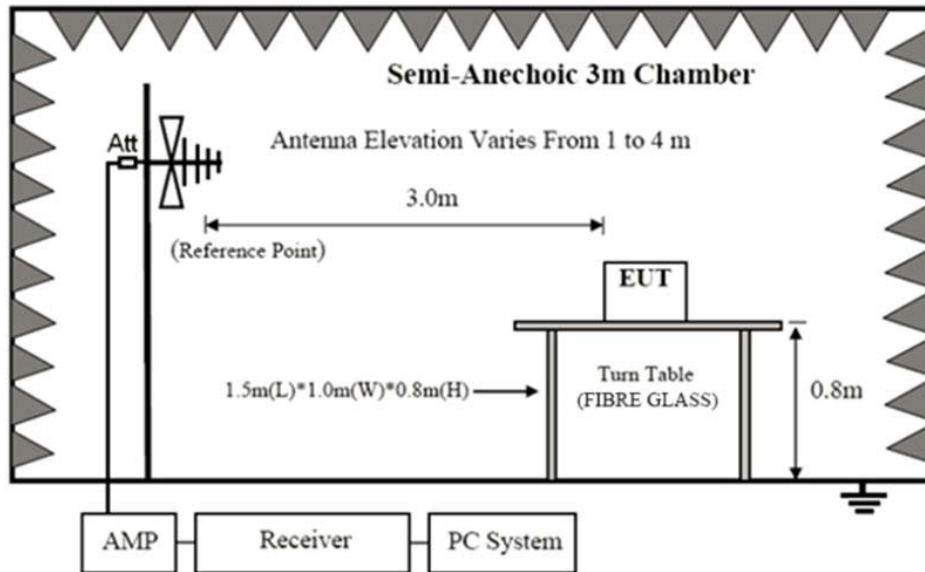 Semi-Anechoic 3m Chamber
Att
Antenna Elevation Varies From 1 to 4 m
3.0m
(Reference Point)
EUT
1.5m(L)*1.0m(W)*0.8m(H)
Turn Table
(FIBRE GLASS)
0.8m
AMP
Receiver
PC System